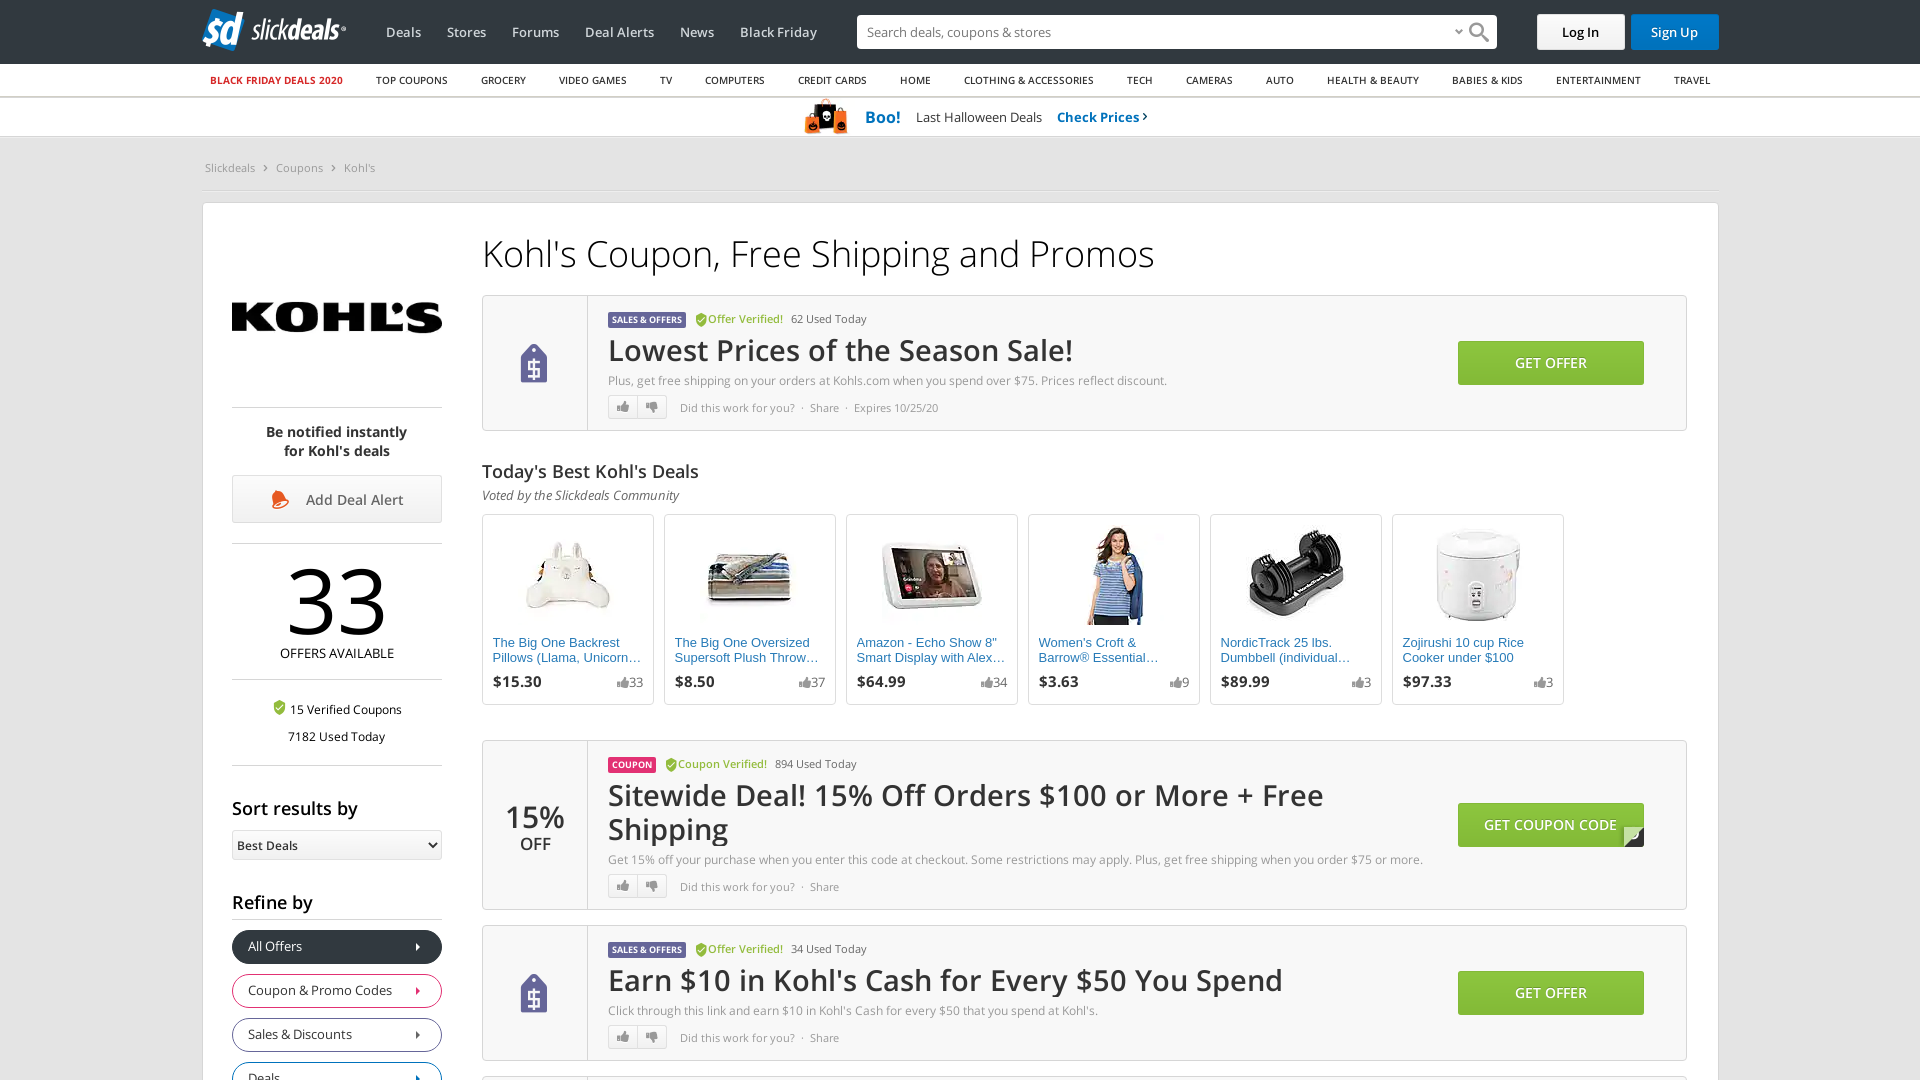 slickdeals
Deals
Stores
Forums
Deal Alerts
News
Black Friday
Search deals, coupons & stores
Log In
Sign Up
BLACK FRIDAY DEALS 2020
TOP COUPONS
GROCERY
VIDEO GAMES
TV
COMPUTERS
CREDIT CARDS
HOME
CLOTHING & ACCESSORIES
TECH
CAMERAS
AUTO
HEALTH & BEAUTY
BABIES & KIDS
ENTERTAINMENT
TRAVEL
Boo! Last Halloween Deals Check Prices
Slickdeals > Coupons > Kohl's
KOHL'S
Be notified instantly
for Kohl's deals
Add Deal Alert
33
OFFERS AVAILABLE
15 Verified Coupons
7182 Used Today
Sort results by
Best Deals
Refine by
All Offers
Coupon & Promo Codes
Sales & Discounts
Deals
Kohl's Coupon, Free Shipping and Promos
SALES & OFFERS Offer Verified! 62 Used Today
Lowest Prices of the Season Sale!
Plus, get free shipping on your orders at Kohls.com when you spend over $75. Prices reflect discount.
Did this work for you? · Share · Expires 10/25/20
GET OFFER
Today's Best Kohl's Deals
Voted by the Slickdeals Community
The Big One Backrest
Pillows (Llama, Unicorn…
$15.30 33
The Big One Oversized
Supersoft Plush Throw…
$8.50 37
Amazon - Echo Show 8"
Smart Display with Alex…
$64.99 34
Women's Croft &
Barrow® Essential…
$3.63 9
NordicTrack 25 lbs.
Dumbbell (individual…
$89.99 3
Zojirushi 10 cup Rice
Cooker under $100
$97.33 3
15%
OFF
COUPON Coupon Verified! 894 Used Today
Sitewide Deal! 15% Off Orders $100 or More + Free
Shipping
Get 15% off your purchase when you enter this code at checkout. Some restrictions may apply. Plus, get free shipping when you order $75 or more.
Did this work for you? · Share
GET COUPON CODE
SALES & OFFERS Offer Verified! 34 Used Today
Earn $10 in Kohl's Cash for Every $50 You Spend
Click through this link and earn $10 in Kohl's Cash for every $50 that you spend at Kohl's.
Did this work for you? · Share
GET OFFER